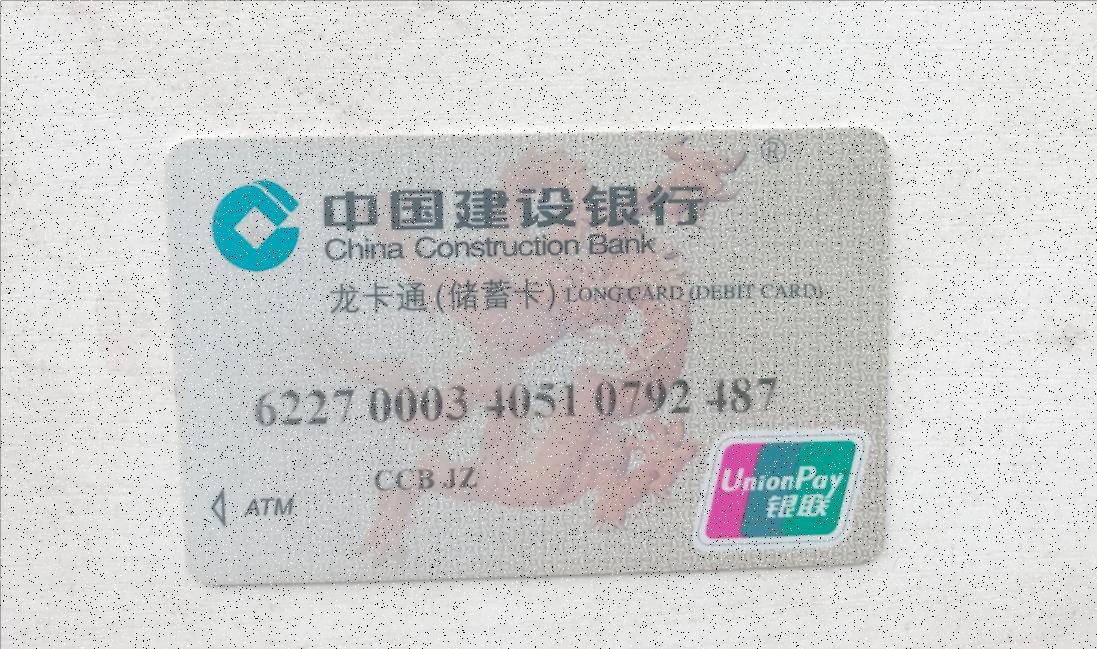 ®
中国建设银行
China Construction Bank
龙卡通(储蓄卡) LONG CARD (DEBIT CARD)
6227 0003 4051 0792 487
CCB JZ
ATM
UnionPay
银联